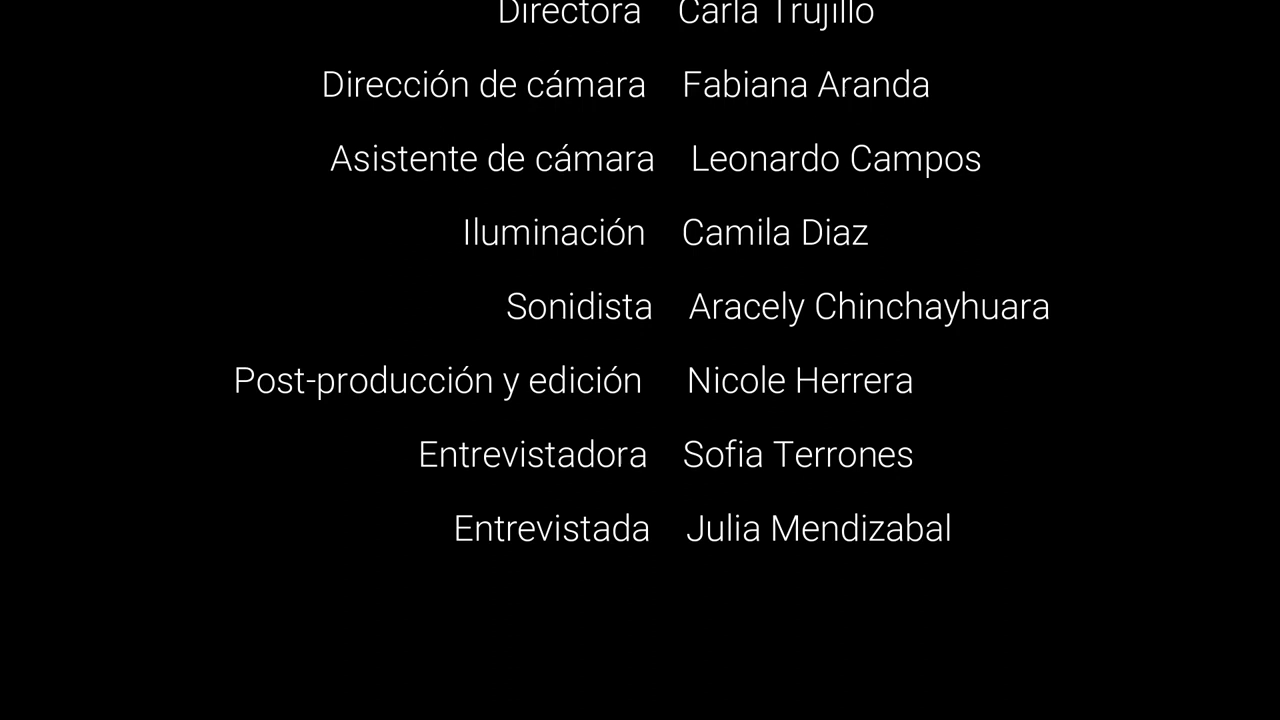 Directora Carla Trujillo
Dirección de cámara Fabiana Aranda
Asistente de cámara Leonardo Campos
Iluminación Camila Diaz
Sonidista Aracely Chinchayhuara
Post-producción y edición Nicole Herrera
Entrevistadora Sofia Terrones
Entrevistada Julia Mendizabal